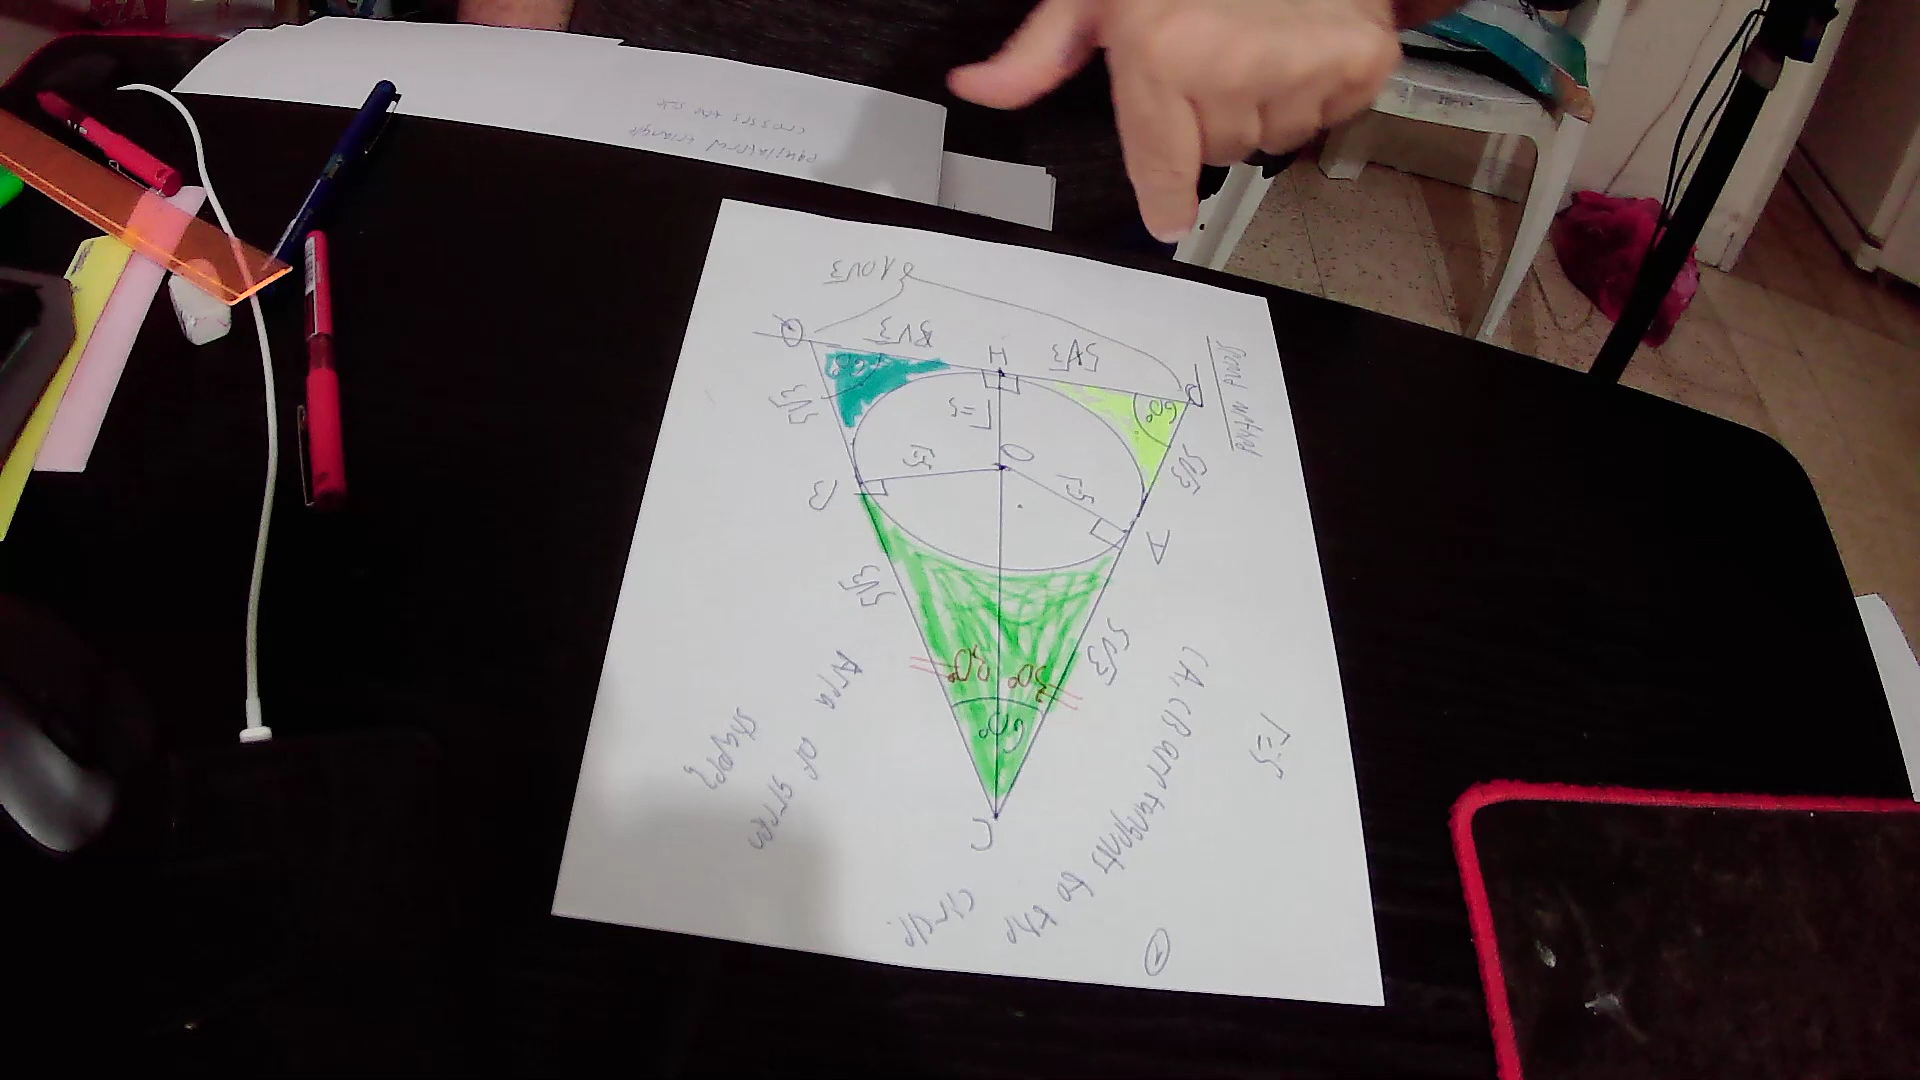 equilateral triangle
crosses the
10√3
5√3
5√3
H
60°
60°
5√3
5√3
r=5
O
r=5
r=5
B
A
5√3
5√3
30°
30°
60°
C
r=5
CA, CB are tangents to the
circle.
Area of green
shapes
Second method
1